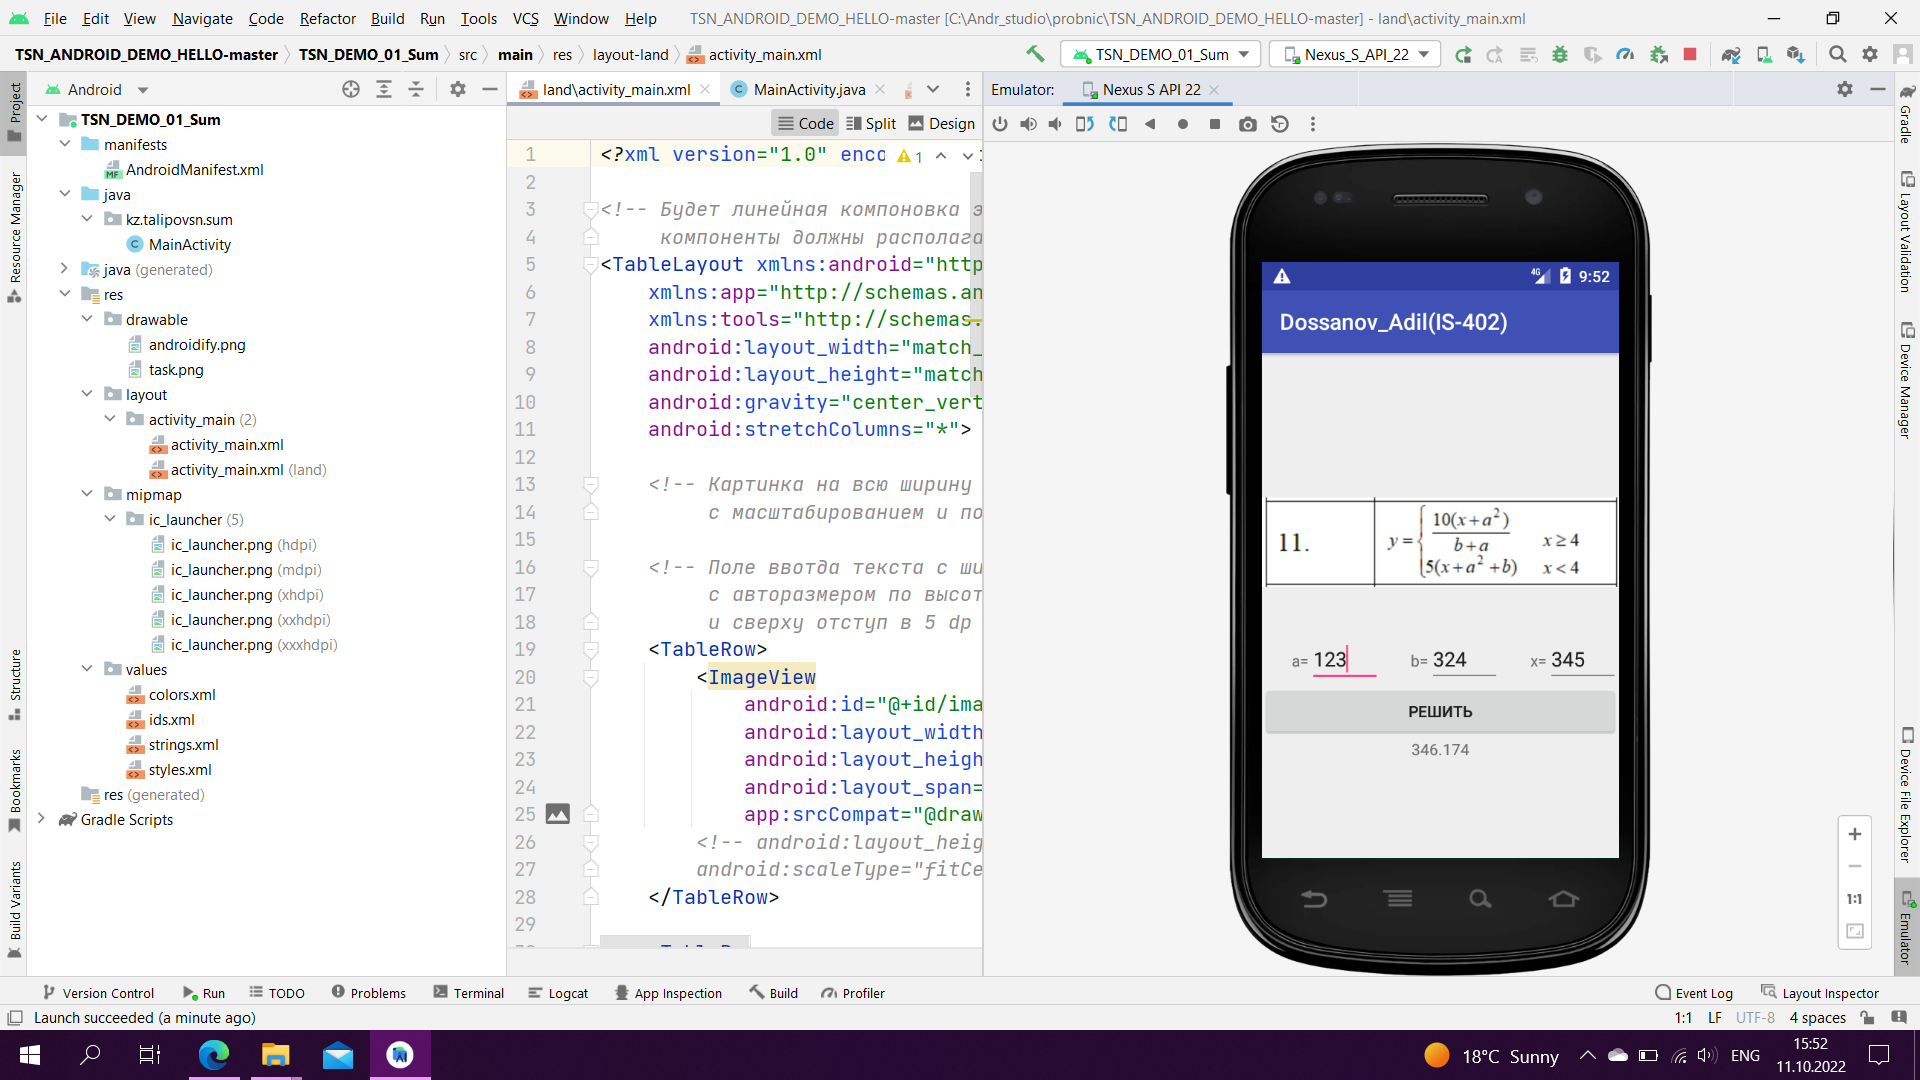 File Edit View Navigate Code Refactor Build Run Tools VCS Window Help TSN_ANDROID_DEMO_HELLO-master [C:\Andr_studio\probnic\TSN_ANDROID_DEMO_HELLO-master] - land\activity_main.xml
TSN_ANDROID_DEMO_HELLO-master TSN_DEMO_01_Sum src main res layout-land activity_main.xml TSN_DEMO_01_Sum Nexus_S_API_22
Project
Resource Manager
Structure
Bookmarks
Build Variants
Android
TSN_DEMO_01_Sum
manifests
AndroidManifest.xml
java
kz.talipovsn.sum
MainActivity
java (generated)
res
drawable
androidify.png
task.png
layout
activity_main (2)
activity_main.xml
activity_main.xml (land)
mipmap
ic_launcher (5)
ic_launcher.png (hdpi)
ic_launcher.png (mdpi)
ic_launcher.png (xhdpi)
ic_launcher.png (xxhdpi)
ic_launcher.png (xxxhdpi)
values
colors.xml
ids.xml
strings.xml
styles.xml
res (generated)
Gradle Scripts
land\activity_main.xml MainActivity.java
Code Split Design
1 <?xml version="1.0" enco 1
2
3 <!-- Будет линейная компоновка э
4 компоненты должны располага
5 <TableLayout xmlns:android="http
6 xmlns:app="http://schemas.an
7 xmlns:tools="http://schemas.
8 android:layout_width="match_
9 android:layout_height="match
10 android:gravity="center_vert
11 android:stretchColumns="*">
12
13 <!-- Картинка на всю ширину
14 с масштабированием и по
15
16 <!-- Поле ввотда текста с ши
17 с авторазмером по высот
18 и сверху отступ в 5 dp
19 <TableRow>
20 <ImageView
21 android:id="@+id/ima
22 android:layout_width
23 android:layout_heigh
24 android:layout_span=
25 app:srcCompat="@draw
26 <!-- android:layout_heig
27 android:scaleType="fitCe
28 </TableRow>
29
Emulator: Nexus S API 22
4G 9:52
Dossanov_Adil(IS-402)
11. y = { 10(x+a²) / b+a x ≥ 4
5(x+a²+b) x < 4
a= 123 b= 324 x= 345
РЕШИТЬ
346.174
1:1
Gradle
Layout Validation
Device Manager
Device File Explorer
Emulator
Version Control Run TODO Problems Terminal Logcat App Inspection Build Profiler Event Log Layout Inspector
Launch succeeded (a minute ago) 1:1 LF UTF-8 4 spaces
18°C Sunny ENG 15:52
11.10.2022